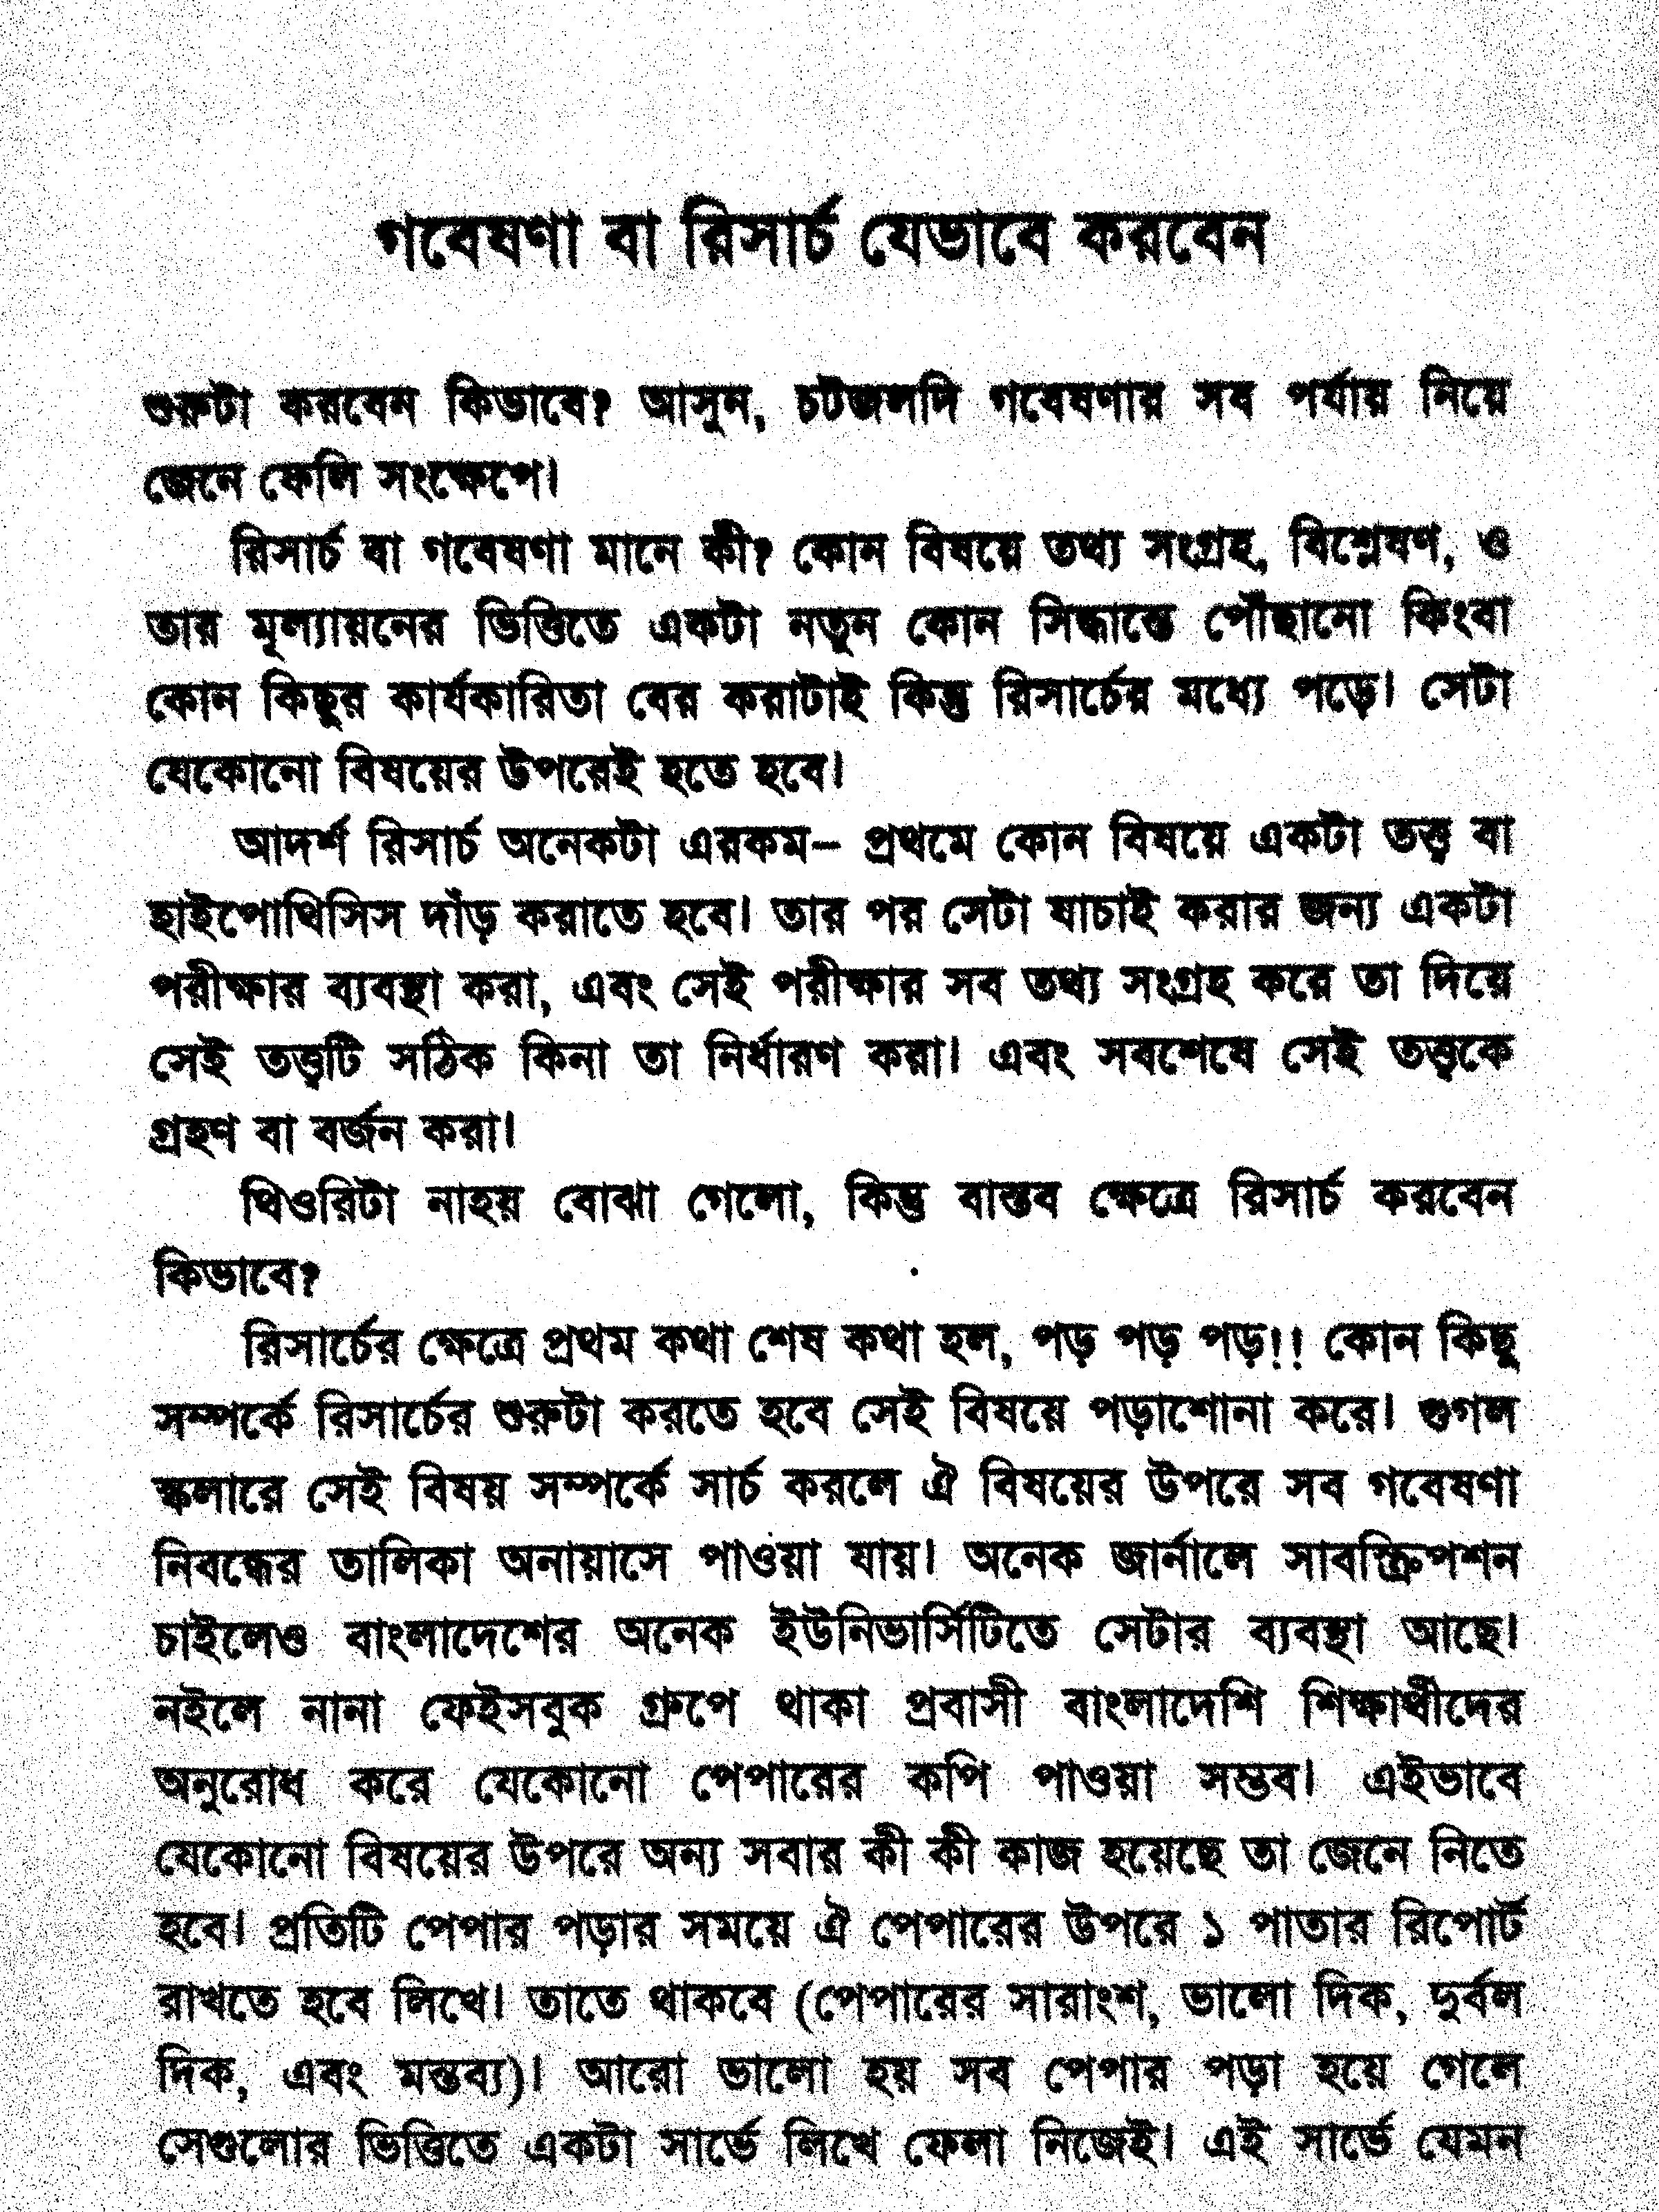 গবেষণা বা রিসার্চ যেভাবে করবেন
শুরুটা করবেন কিভাবে? আসুন, চটজলদি গবেষণার সব পর্যায় নিয়ে
জেনে ফেলি সংক্ষেপে।
রিসার্চ বা গবেষণা মানে কী? কোন বিষয়ে তথ্য সংগ্রহ, বিশ্লেষণ, ও
তার মূল্যায়নের ভিত্তিতে একটা নতুন কোন সিদ্ধান্তে পৌঁছানো কিংবা
কোন কিছুর কার্যকারিতা বের করাটাই কিন্তু রিসার্চের মধ্যে পড়ে। সেটা
যেকোনো বিষয়ের উপরেই হতে হবে।
আদর্শ রিসার্চ অনেকটা এরকম– প্রথমে কোন বিষয়ে একটা তত্ত্ব বা
হাইপোথিসিস দাঁড় করাতে হবে। তার পর সেটা যাচাই করার জন্য একটা
পরীক্ষার ব্যবস্থা করা, এবং সেই পরীক্ষার সব তথ্য সংগ্রহ করে তা দিয়ে
সেই তত্ত্বটি সঠিক কিনা তা নির্ধারণ করা। এবং সবশেষে সেই তত্ত্বকে
গ্রহণ বা বর্জন করা।
থিওরিটা নাহয় বোঝা গেলো, কিন্তু বাস্তব ক্ষেত্রে রিসার্চ করবেন
কিভাবে?
রিসার্চের ক্ষেত্রে প্রথম কথা শেষ কথা হল, পড় পড় পড়!! কোন কিছু
সম্পর্কে রিসার্চের শুরুটা করতে হবে সেই বিষয়ে পড়াশোনা করে। গুগল
স্কলারে সেই বিষয় সম্পর্কে সার্চ করলে ঐ বিষয়ের উপরে সব গবেষণা
নিবন্ধের তালিকা অনায়াসে পাওয়া যায়। অনেক জার্নালে সাবস্ক্রিপশন
চাইলেও বাংলাদেশের অনেক ইউনিভার্সিটিতে সেটার ব্যবস্থা আছে।
নইলে নানা ফেইসবুক গ্রুপে থাকা প্রবাসী বাংলাদেশি শিক্ষার্থীদের
অনুরোধ করে যেকোনো পেপারের কপি পাওয়া সম্ভব। এইভাবে
যেকোনো বিষয়ের উপরে অন্য সবার কী কী কাজ হয়েছে তা জেনে নিতে
হবে। প্রতিটি পেপার পড়ার সময়ে ঐ পেপারের উপরে ১ পাতার রিপোর্ট
রাখতে হবে লিখে। তাতে থাকবে (পেপারের সারাংশ, ভালো দিক, দুর্বল
দিক, এবং মন্তব্য)। আরো ভালো হয় সব পেপার পড়া হয়ে গেলে
সেগুলোর ভিত্তিতে একটা সার্ভে লিখে ফেলা নিজেই। এই সার্ভে যেমন